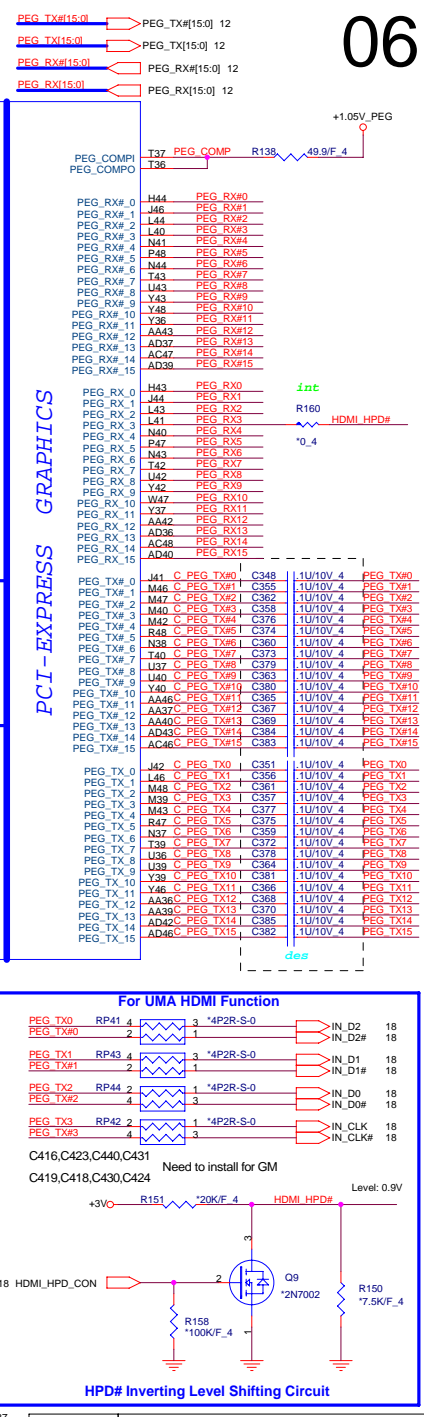 06
PEG_TX#[15:0] PEG_TX#[15:0] 12
PEG_TX[15:0] PEG_TX[15:0] 12
PEG_RX#[15:0] PEG_RX#[15:0] 12
PEG_RX[15:0] PEG_RX[15:0] 12
+1.05V_PEG
PEG_COMPI T37 PEG_COMP R138 49.9/F_4
PEG_COMPO T36
PEG_RX#_0 H44 PEG_RX#0
PEG_RX#_1 J46 PEG_RX#1
PEG_RX#_2 L44 PEG_RX#2
PEG_RX#_3 L40 PEG_RX#3
PEG_RX#_4 N41 PEG_RX#4
PEG_RX#_5 P48 PEG_RX#5
PEG_RX#_6 N44 PEG_RX#6
PEG_RX#_7 T43 PEG_RX#7
PEG_RX#_8 U43 PEG_RX#8
PEG_RX#_9 Y43 PEG_RX#9
PEG_RX#_10 Y48 PEG_RX#10
PEG_RX#_11 Y36 PEG_RX#11
PEG_RX#_12 AA43 PEG_RX#12
PEG_RX#_13 AD37 PEG_RX#13
PEG_RX#_14 AC47 PEG_RX#14
PEG_RX#_15 AD39 PEG_RX#15
PCI-EXPRESS GRAPHICS
PEG_RX_0 H43 PEG_RX0
PEG_RX_1 J44 PEG_RX1
PEG_RX_2 L43 PEG_RX2
PEG_RX_3 L41 PEG_RX3
PEG_RX_4 N40 PEG_RX4
PEG_RX_5 P47 PEG_RX5
PEG_RX_6 N43 PEG_RX6
PEG_RX_7 T42 PEG_RX7
PEG_RX_8 U42 PEG_RX8
PEG_RX_9 Y42 PEG_RX9
PEG_RX_10 W47 PEG_RX10
PEG_RX_11 Y37 PEG_RX11
PEG_RX_12 AA42 PEG_RX12
PEG_RX_13 AD36 PEG_RX13
PEG_RX_14 AC48 PEG_RX14
PEG_RX_15 AD40 PEG_RX15
int
R160 HDMI_HPD#
*0_4
PEG_TX#_0 J41 C_PEG_TX#0 C348 .1U/10V_4 PEG_TX#0
PEG_TX#_1 M46 C_PEG_TX#1 C355 .1U/10V_4 PEG_TX#1
PEG_TX#_2 M47 C_PEG_TX#2 C362 .1U/10V_4 PEG_TX#2
PEG_TX#_3 M40 C_PEG_TX#3 C358 .1U/10V_4 PEG_TX#3
PEG_TX#_4 M42 C_PEG_TX#4 C376 .1U/10V_4 PEG_TX#4
PEG_TX#_5 R48 C_PEG_TX#5 C374 .1U/10V_4 PEG_TX#5
PEG_TX#_6 N38 C_PEG_TX#6 C360 .1U/10V_4 PEG_TX#6
PEG_TX#_7 T40 C_PEG_TX#7 C373 .1U/10V_4 PEG_TX#7
PEG_TX#_8 U37 C_PEG_TX#8 C379 .1U/10V_4 PEG_TX#8
PEG_TX#_9 U40 C_PEG_TX#9 C363 .1U/10V_4 PEG_TX#9
PEG_TX#_10 Y40 C_PEG_TX#10 C380 .1U/10V_4 PEG_TX#10
PEG_TX#_11 AA46 C_PEG_TX#11 C365 .1U/10V_4 PEG_TX#11
PEG_TX#_12 AA37 C_PEG_TX#12 C367 .1U/10V_4 PEG_TX#12
PEG_TX#_13 AA40 C_PEG_TX#13 C369 .1U/10V_4 PEG_TX#13
PEG_TX#_14 AD43 C_PEG_TX#14 C384 .1U/10V_4 PEG_TX#14
PEG_TX#_15 AC46 C_PEG_TX#15 C383 .1U/10V_4 PEG_TX#15
PEG_TX_0 J42 C_PEG_TX0 C351 .1U/10V_4 PEG_TX0
PEG_TX_1 L46 C_PEG_TX1 C356 .1U/10V_4 PEG_TX1
PEG_TX_2 M48 C_PEG_TX2 C361 .1U/10V_4 PEG_TX2
PEG_TX_3 M39 C_PEG_TX3 C357 .1U/10V_4 PEG_TX3
PEG_TX_4 M43 C_PEG_TX4 C377 .1U/10V_4 PEG_TX4
PEG_TX_5 R47 C_PEG_TX5 C375 .1U/10V_4 PEG_TX5
PEG_TX_6 N37 C_PEG_TX6 C359 .1U/10V_4 PEG_TX6
PEG_TX_7 T39 C_PEG_TX7 C372 .1U/10V_4 PEG_TX7
PEG_TX_8 U36 C_PEG_TX8 C378 .1U/10V_4 PEG_TX8
PEG_TX_9 U39 C_PEG_TX9 C364 .1U/10V_4 PEG_TX9
PEG_TX_10 Y39 C_PEG_TX10 C381 .1U/10V_4 PEG_TX10
PEG_TX_11 Y46 C_PEG_TX11 C366 .1U/10V_4 PEG_TX11
PEG_TX_12 AA36 C_PEG_TX12 C368 .1U/10V_4 PEG_TX12
PEG_TX_13 AA39 C_PEG_TX13 C370 .1U/10V_4 PEG_TX13
PEG_TX_14 AD42 C_PEG_TX14 C385 .1U/10V_4 PEG_TX14
PEG_TX_15 AD46 C_PEG_TX15 C382 .1U/10V_4 PEG_TX15
des
For UMA HDMI Function
PEG_TX0 RP41 4 3 *4P2R-S-0 IN_D2 18
PEG_TX#0 2 1 IN_D2# 18
PEG_TX1 RP43 4 3 *4P2R-S-0 IN_D1 18
PEG_TX#1 2 1 IN_D1# 18
PEG_TX2 RP44 2 1 *4P2R-S-0 IN_D0 18
PEG_TX#2 4 3 IN_D0# 18
PEG_TX3 RP42 2 1 *4P2R-S-0 IN_CLK 18
PEG_TX#3 4 3 IN_CLK# 18
C416,C423,C440,C431
C419,C418,C430,C424
Need to install for GM
Level: 0.9V
+3V R151 *20K/F_4 HDMI_HPD#
3
18 HDMI_HPD_CON 2 Q9
*2N7002
1
R158
*100K/F_4
R150
*7.5K/F_4
HPD# Inverting Level Shifting Circuit